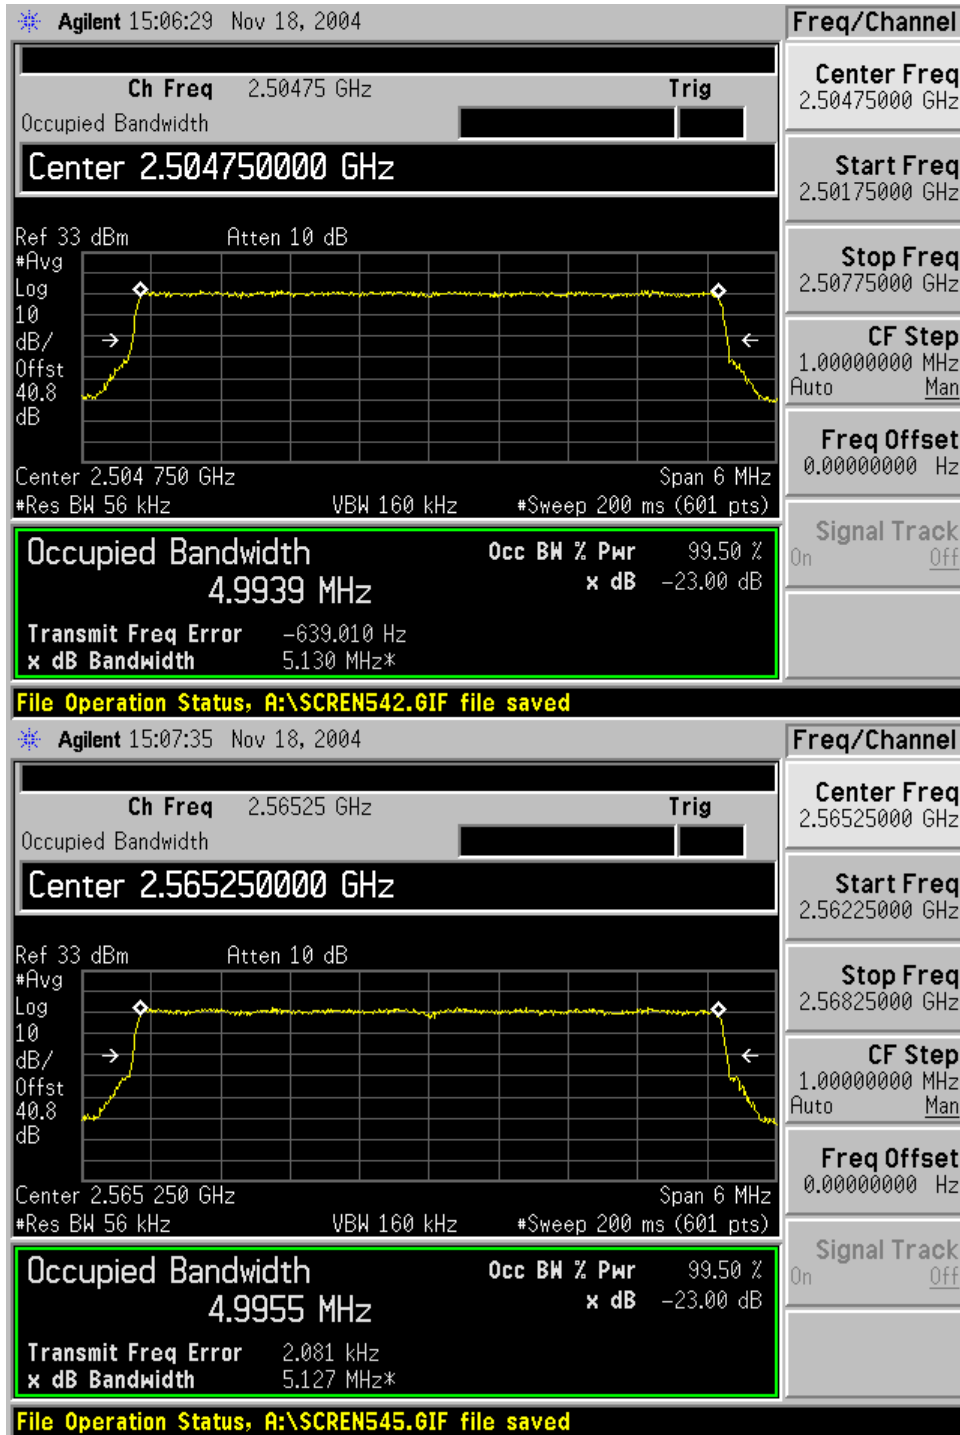 Agilent 15:06:29 Nov 18, 2004
Freq/Channel
Ch Freq 2.50475 GHz Trig
Occupied Bandwidth
Center 2.504750000 GHz
Center Freq
2.50475000 GHz
Start Freq
2.50175000 GHz
Stop Freq
2.50775000 GHz
CF Step
1.00000000 MHz
Auto Man
Freq Offset
0.00000000 Hz
Signal Track
On Off
Ref 33 dBm Atten 10 dB
#Avg
Log
10
dB/
Offst
40.8
dB
Center 2.504 750 GHz Span 6 MHz
#Res BW 56 kHz VBW 160 kHz #Sweep 200 ms (601 pts)
Occupied Bandwidth Occ BW % Pwr 99.50 %
4.9939 MHz x dB -23.00 dB
Transmit Freq Error -639.010 Hz
x dB Bandwidth 5.130 MHz*
File Operation Status, A:\SCREN542.GIF file saved
Agilent 15:07:35 Nov 18, 2004
Freq/Channel
Ch Freq 2.56525 GHz Trig
Occupied Bandwidth
Center 2.565250000 GHz
Center Freq
2.56525000 GHz
Start Freq
2.56225000 GHz
Stop Freq
2.56825000 GHz
CF Step
1.00000000 MHz
Auto Man
Freq Offset
0.00000000 Hz
Signal Track
On Off
Ref 33 dBm Atten 10 dB
#Avg
Log
10
dB/
Offst
40.8
dB
Center 2.565 250 GHz Span 6 MHz
#Res BW 56 kHz VBW 160 kHz #Sweep 200 ms (601 pts)
Occupied Bandwidth Occ BW % Pwr 99.50 %
4.9955 MHz x dB -23.00 dB
Transmit Freq Error 2.081 kHz
x dB Bandwidth 5.127 MHz*
File Operation Status, A:\SCREN545.GIF file saved